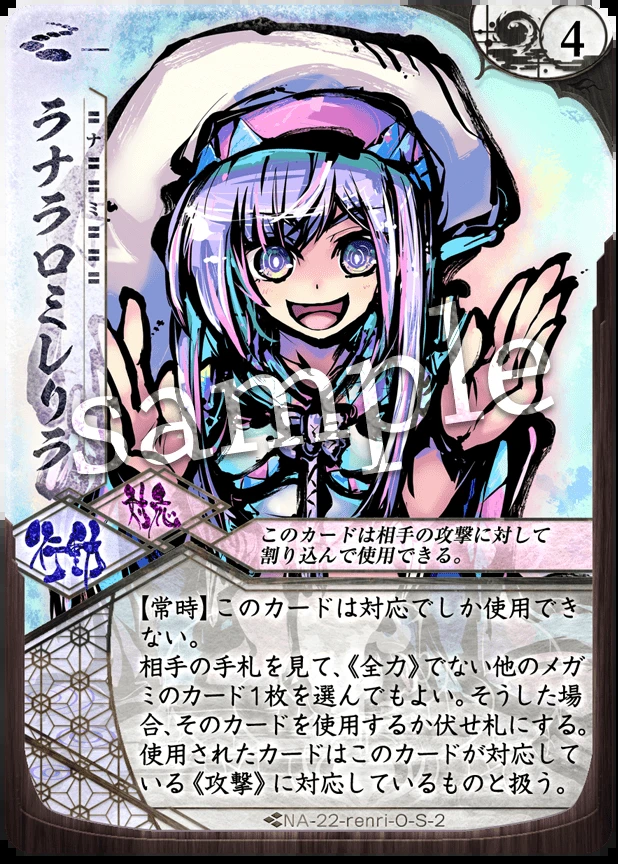 4
ラナラロミレリラ
ナ
ミ
sample
対応
行動
このカードは相手の攻撃に対して
割り込んで使用できる。
【常時】このカードは対応でしか使用でき
ない。
相手の手札を見て、《全力》でない他のメガ
ミのカード1枚を選んでもよい。そうした場
合、そのカードを使用するか伏せ札にする。
使用されたカードはこのカードが対応して
いる《攻撃》に対応しているものと扱う。
NA-22-renri-O-S-2